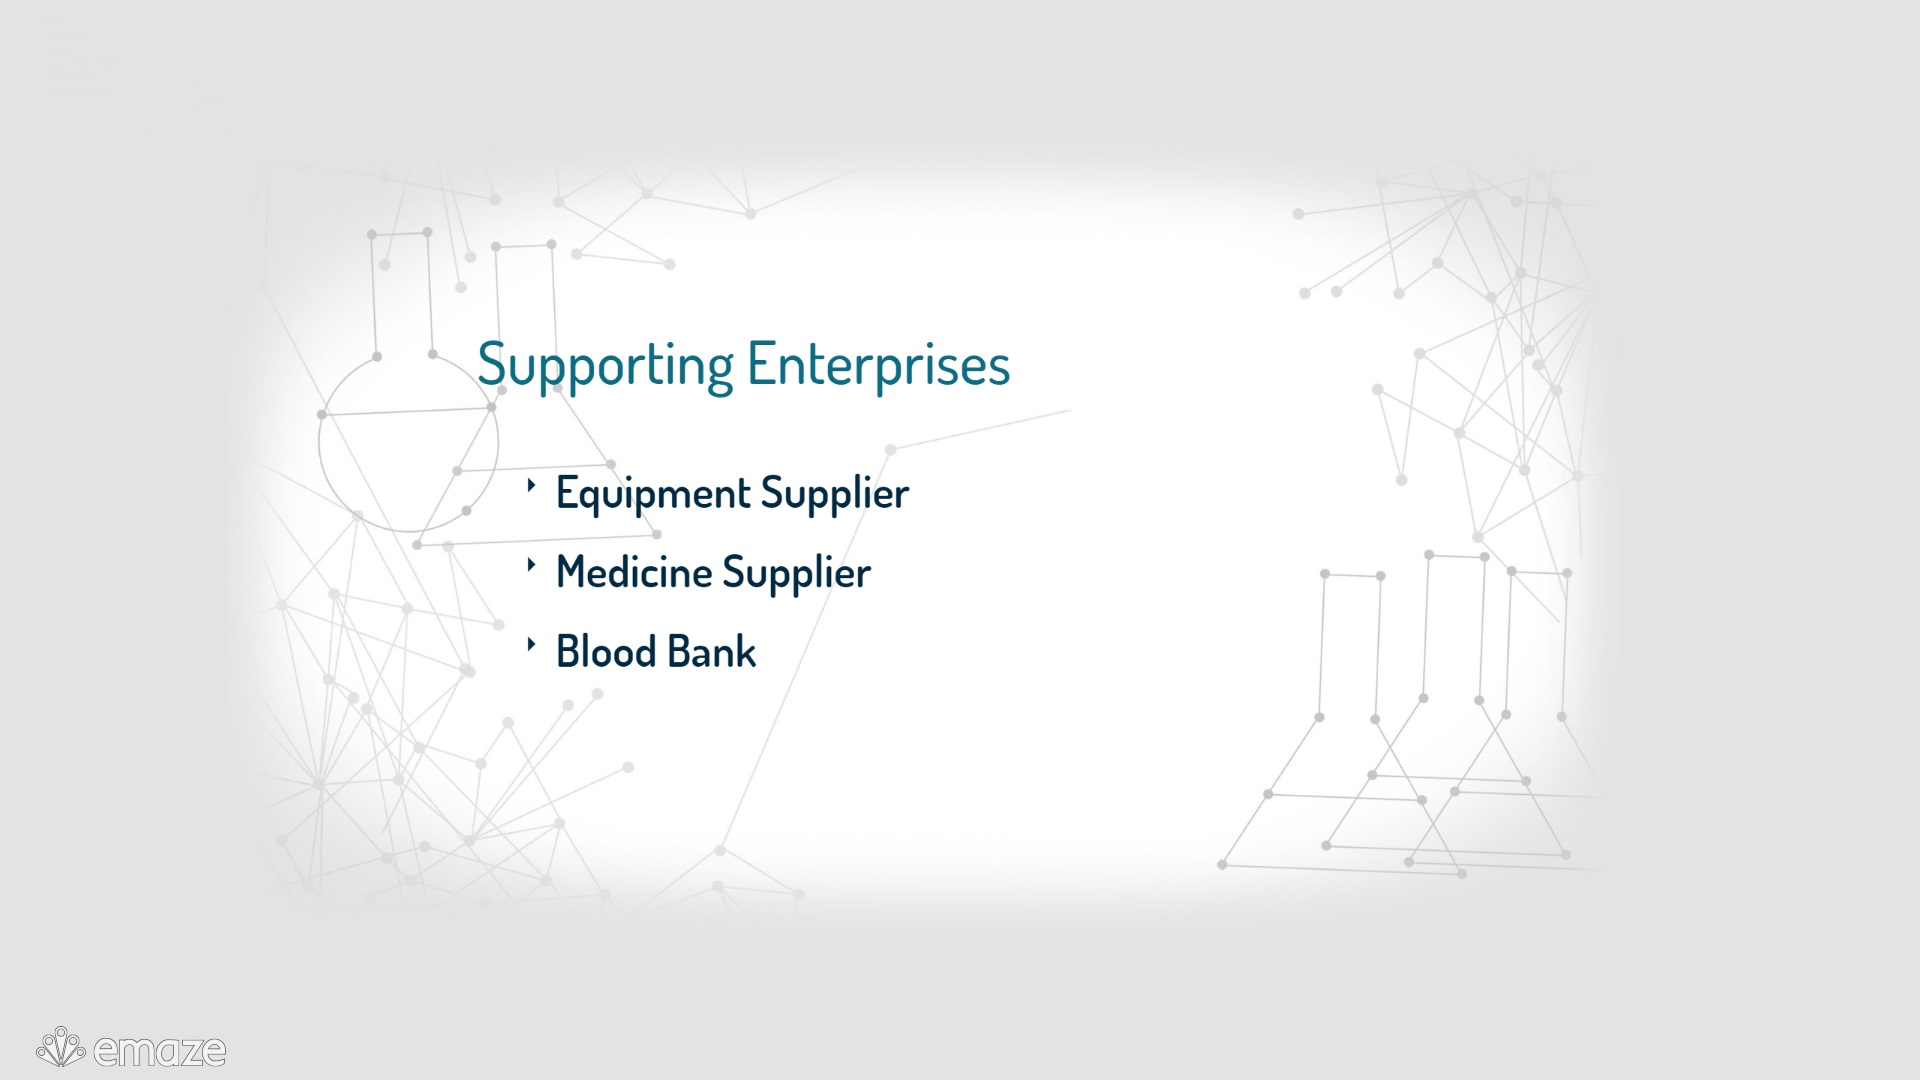 Supporting Enterprises
Equipment Supplier
Medicine Supplier
Blood Bank
emaze